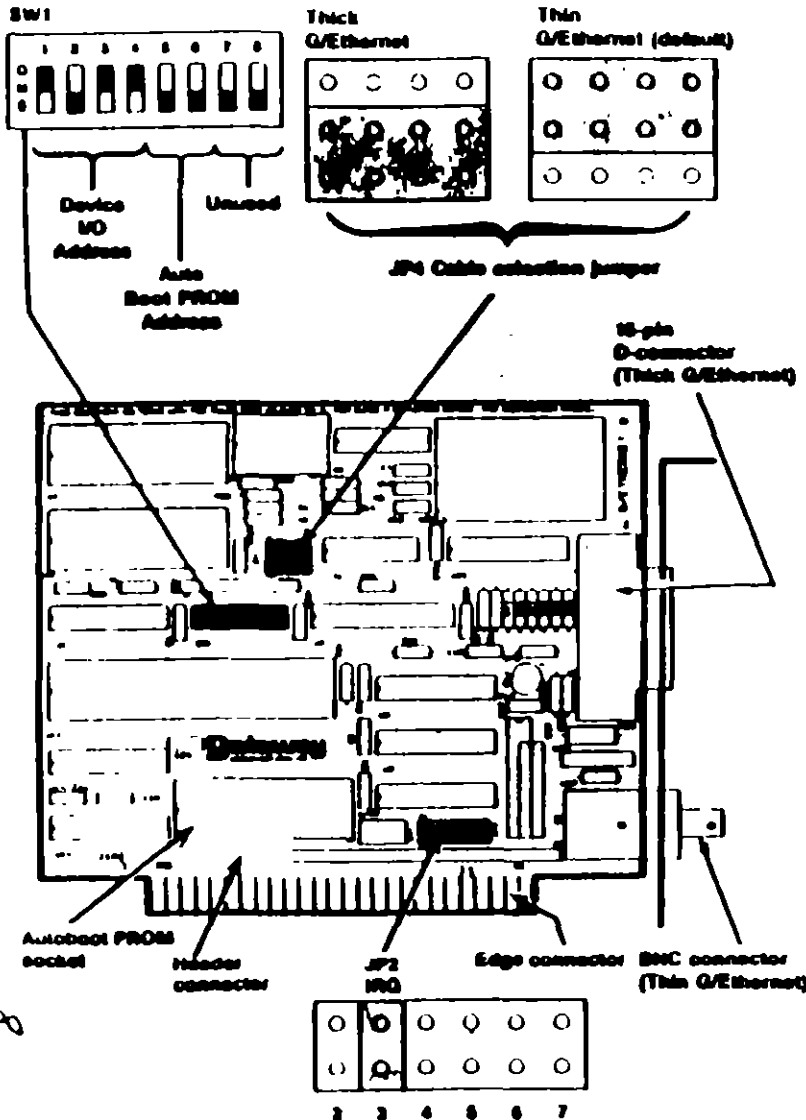 SW1
Thick
G/Ethernet
Thin
G/Ethernet (default)
1 2 3 4 5 6 7 8
Device
I/O
Address
Unused
Auto
Boot PROM
Address
JP4 Cable selection jumper
15-pin
D-connector
(Thick G/Ethernet)
Gateway
Autoboot PROM
socket
Header
connector
JP2
IRQ
Edge connector
BNC connector
(Thin G/Ethernet)
2 3 4 5 6 7